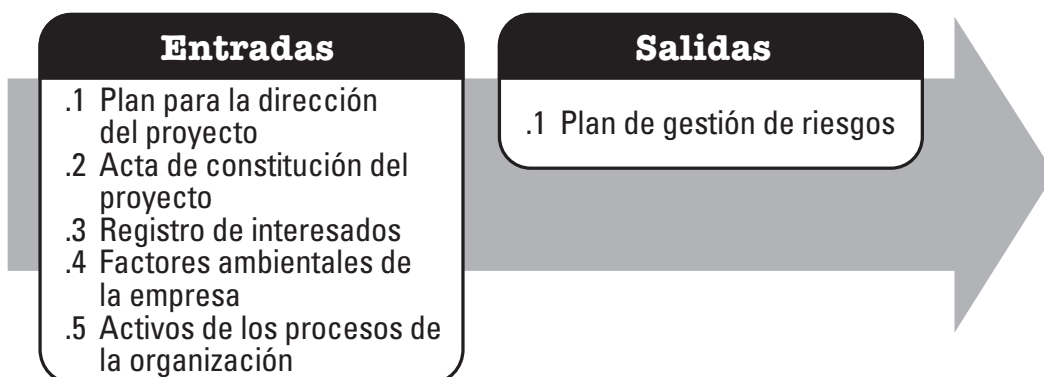 Entradas
.1 Plan para la dirección
del proyecto
.2 Acta de constitución del
proyecto
.3 Registro de interesados
.4 Factores ambientales de
la empresa
.5 Activos de los procesos de
la organización
Salidas
.1 Plan de gestión de riesgos